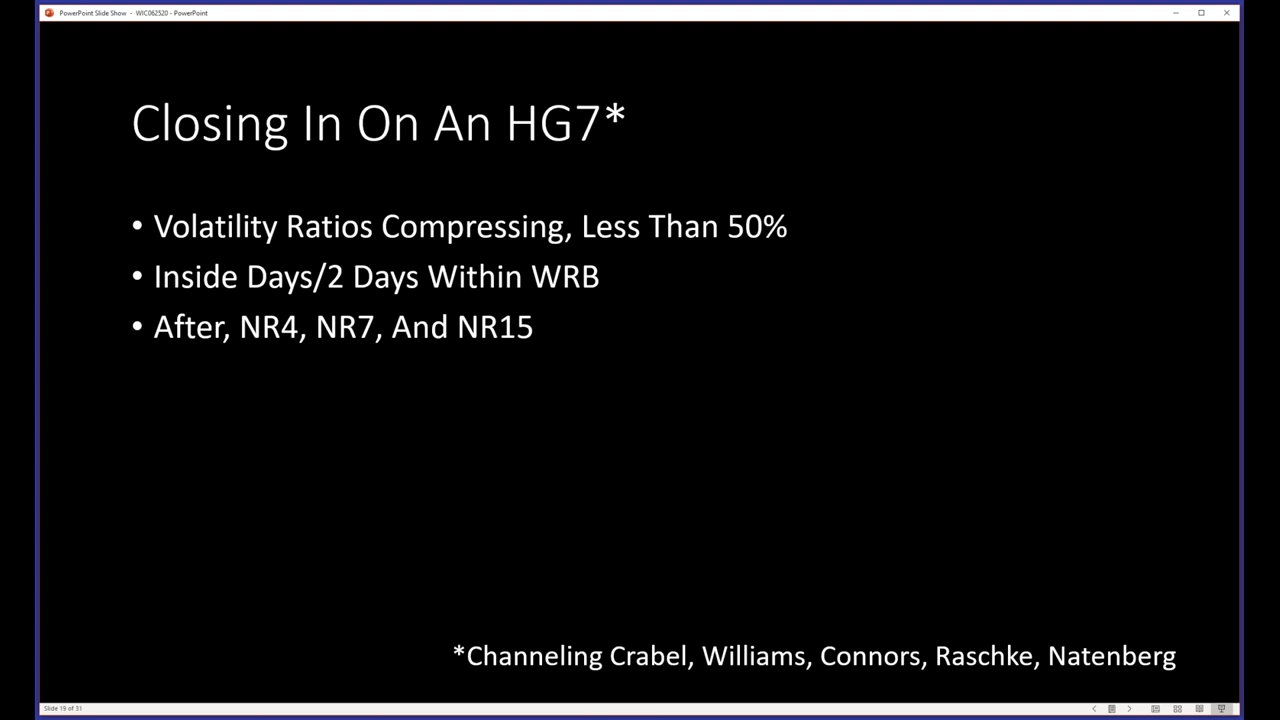 PowerPoint Slide Show - WIC062520 - PowerPoint
Closing In On An HG7*
• Volatility Ratios Compressing, Less Than 50%
• Inside Days/2 Days Within WRB
• After, NR4, NR7, And NR15
*Channeling Crabel, Williams, Connors, Raschke, Natenberg
Slide 19 of 31